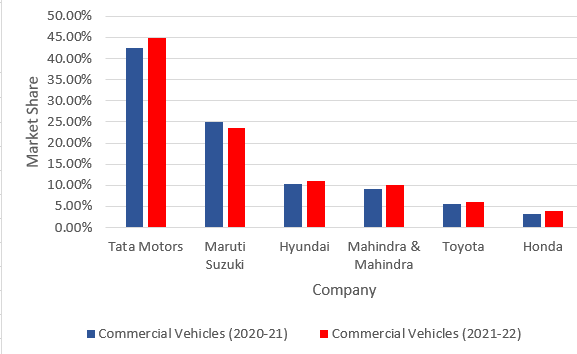 50.00%
45.00%
40.00%
35.00%
30.00%
25.00%
20.00%
15.00%
10.00%
5.00%
0.00%
Market Share
Tata Motors Maruti Suzuki Hyundai Mahindra & Mahindra Toyota Honda
Company
Commercial Vehicles (2020-21) Commercial Vehicles (2021-22)